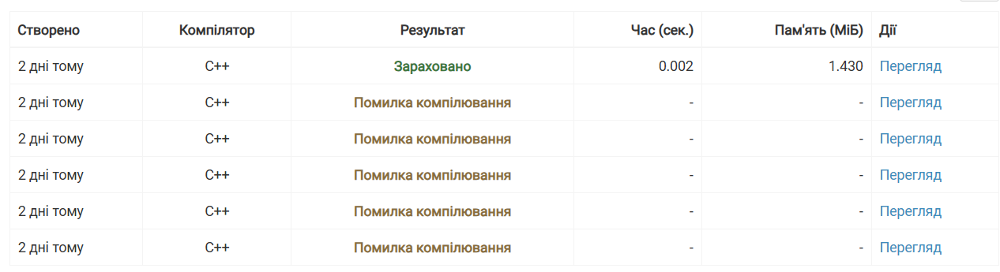 Створено Компілятор Результат Час (сек.) Пам'ять (МіБ) Дії
2 дні тому C++ Зараховано 0.002 1.430 Перегляд
2 дні тому C++ Помилка компілювання - - Перегляд
2 дні тому C++ Помилка компілювання - - Перегляд
2 дні тому C++ Помилка компілювання - - Перегляд
2 дні тому C++ Помилка компілювання - - Перегляд
2 дні тому C++ Помилка компілювання - - Перегляд